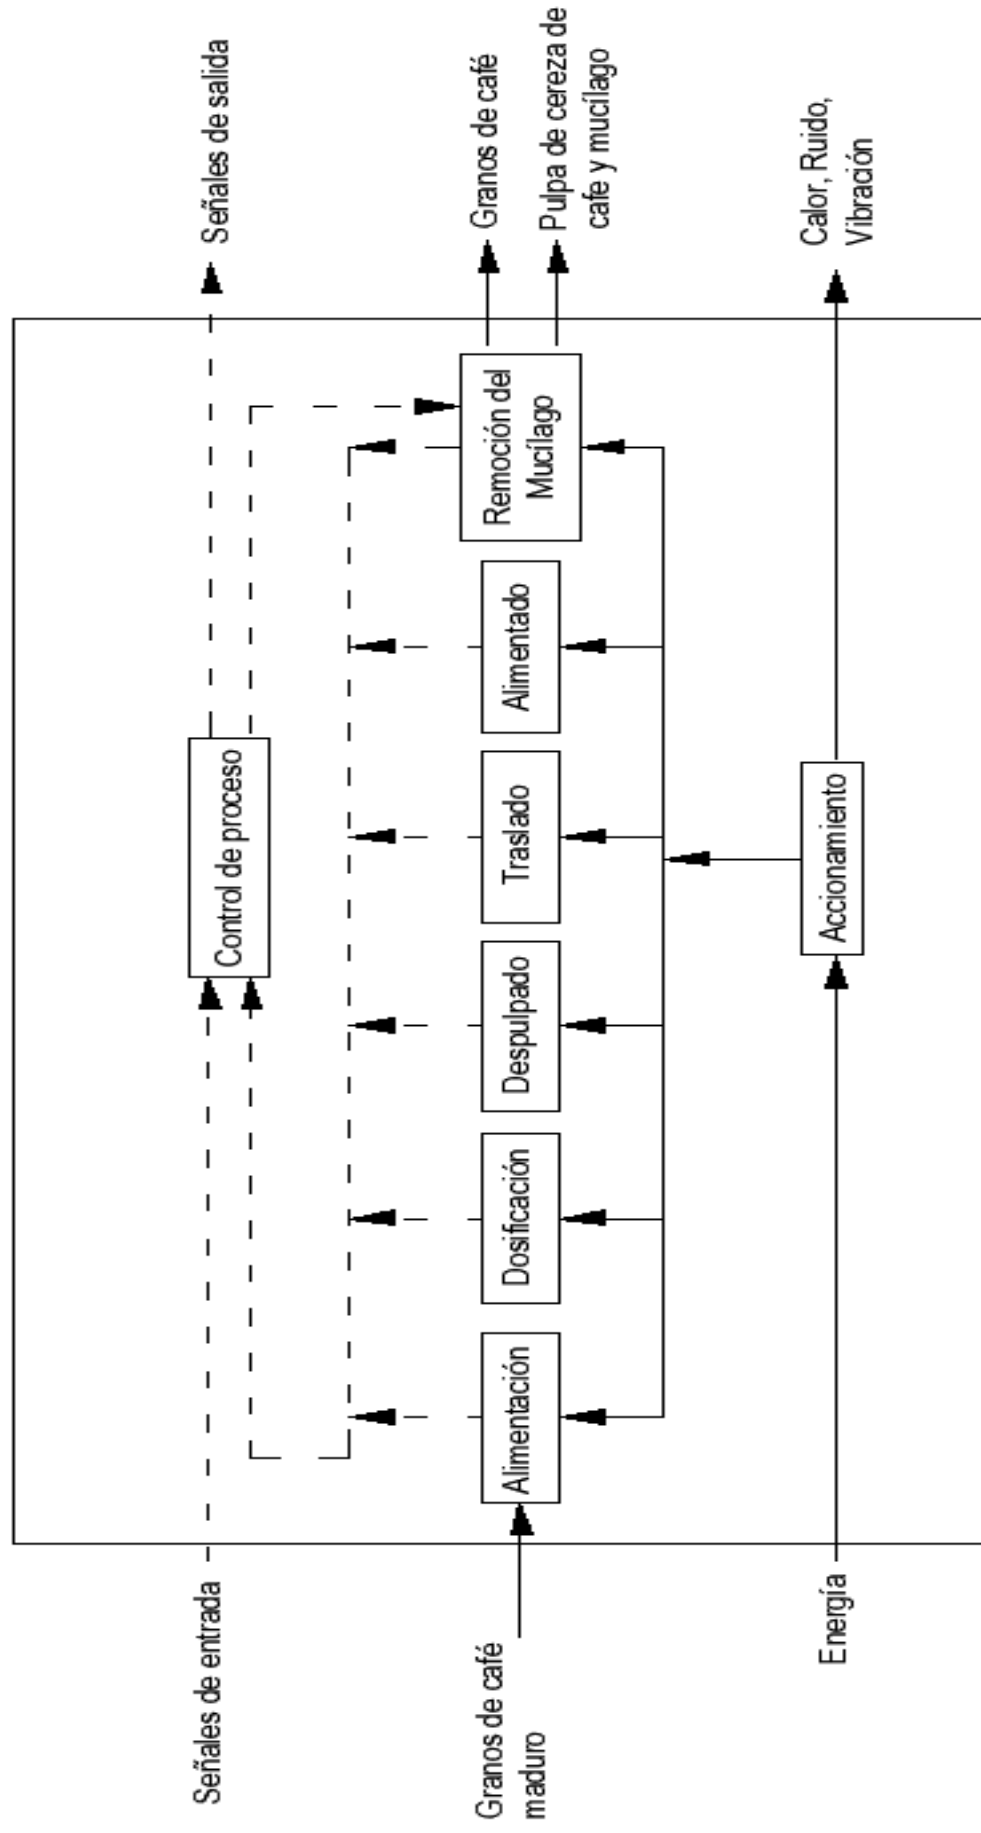 Señales de entrada
Control de proceso
Señales de salida
Granos de café
maduro
Alimentación
Dosificación
Despulpado
Traslado
Alimentado
Remoción del
Mucílago
Granos de café
Pulpa de cereza de
cafe y mucílago
Energía
Accionamiento
Calor, Ruido,
Vibración